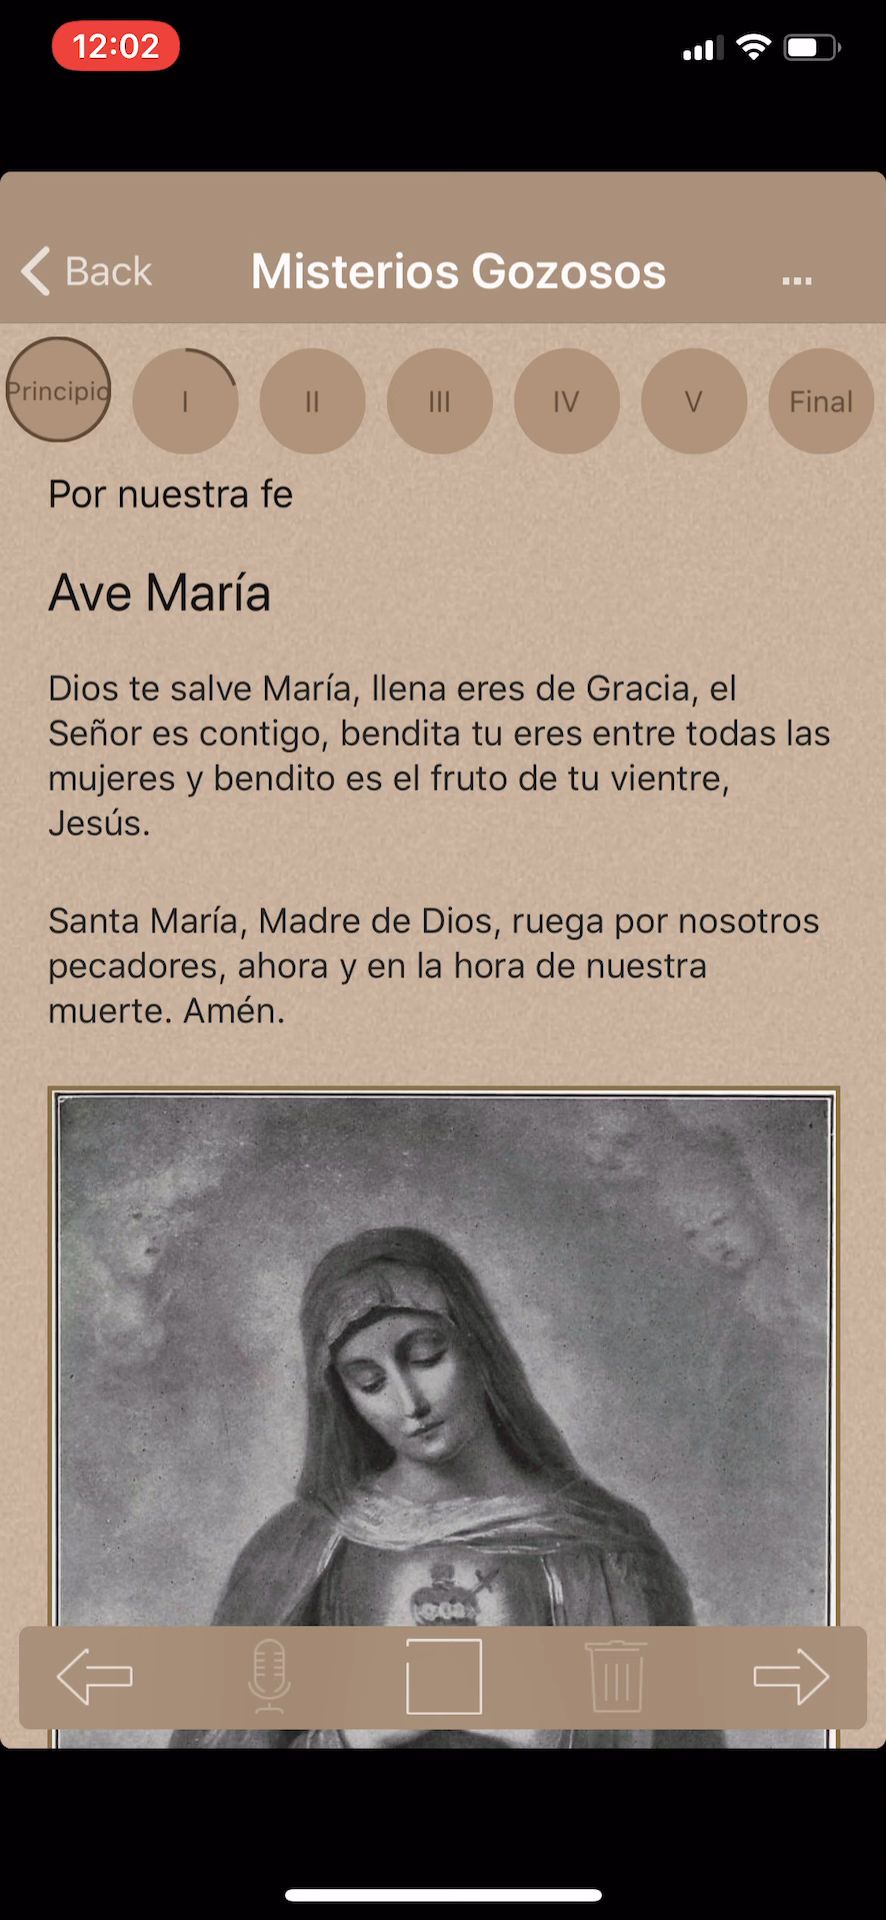 12:02
Back
Misterios Gozosos
...
Principio
I
II
III
IV
V
Final
Por nuestra fe
Ave María
Dios te salve María, llena eres de Gracia, el
Señor es contigo, bendita tu eres entre todas las
mujeres y bendito es el fruto de tu vientre,
Jesús.
Santa María, Madre de Dios, ruega por nosotros
pecadores, ahora y en la hora de nuestra
muerte. Amén.